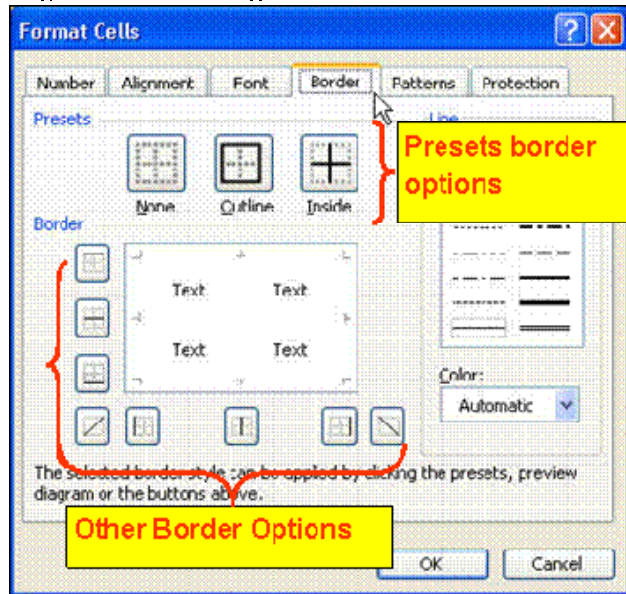 Format Cells
Number Alignment Font Border Patterns Protection
Presets
Line
Presets border
options
None Outline Inside
Border
Text Text
Text Text
Color:
Automatic
The selected border style can be applied by clicking the presets, preview
diagram or the buttons above.
Other Border Options
OK Cancel